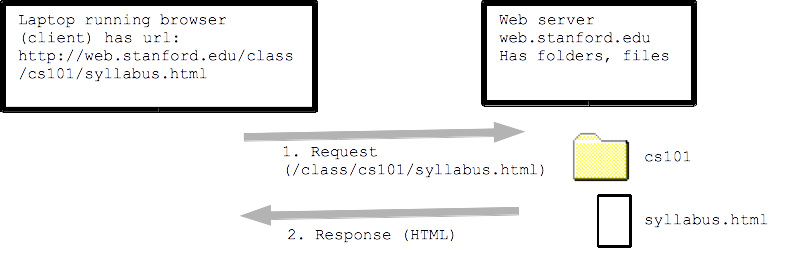 Laptop running browser
(client) has url:
http://web.stanford.edu/class
/cs101/syllabus.html
Web server
web.stanford.edu
Has folders, files
1. Request
(/class/cs101/syllabus.html)
cs101
2. Response (HTML)
syllabus.html